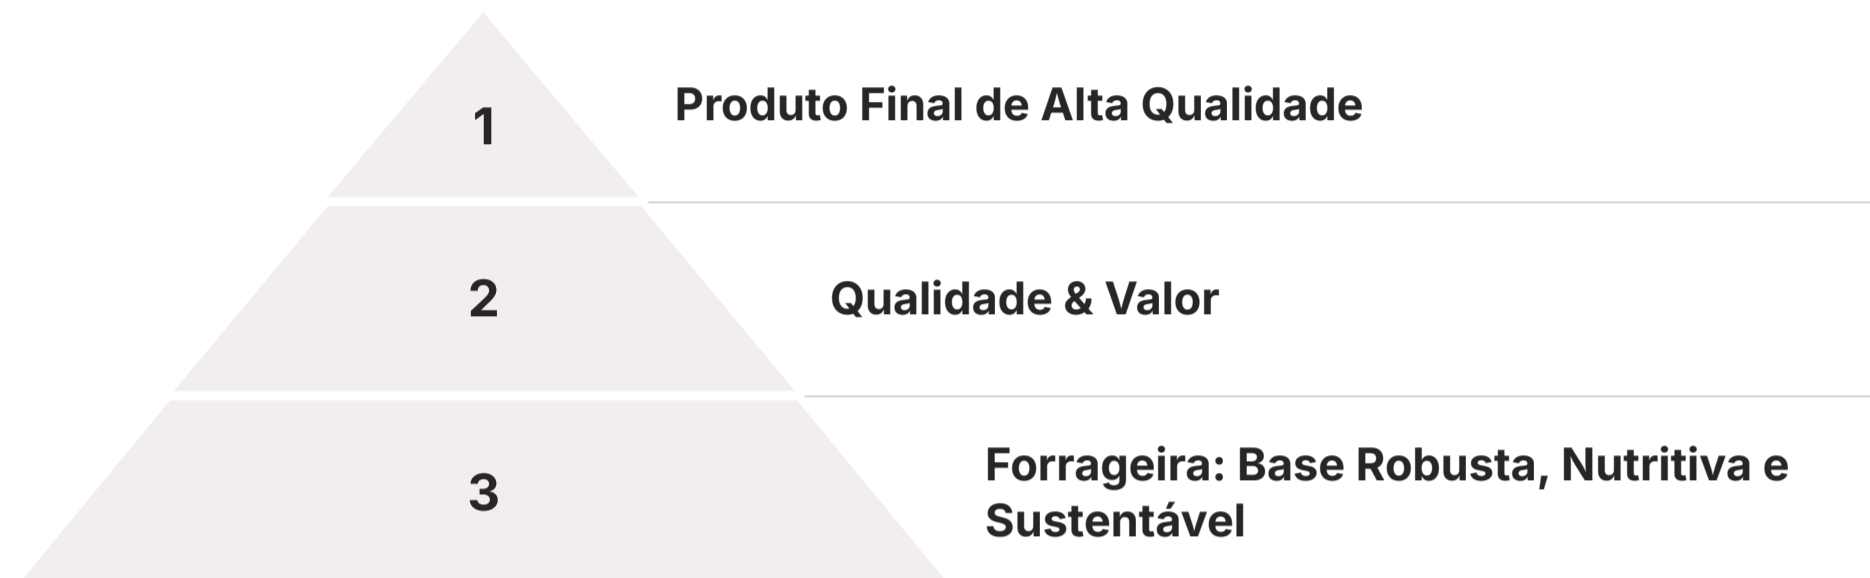 1
Produto Final de Alta Qualidade
2
Qualidade & Valor
3
Forrageira: Base Robusta, Nutritiva e
Sustentável